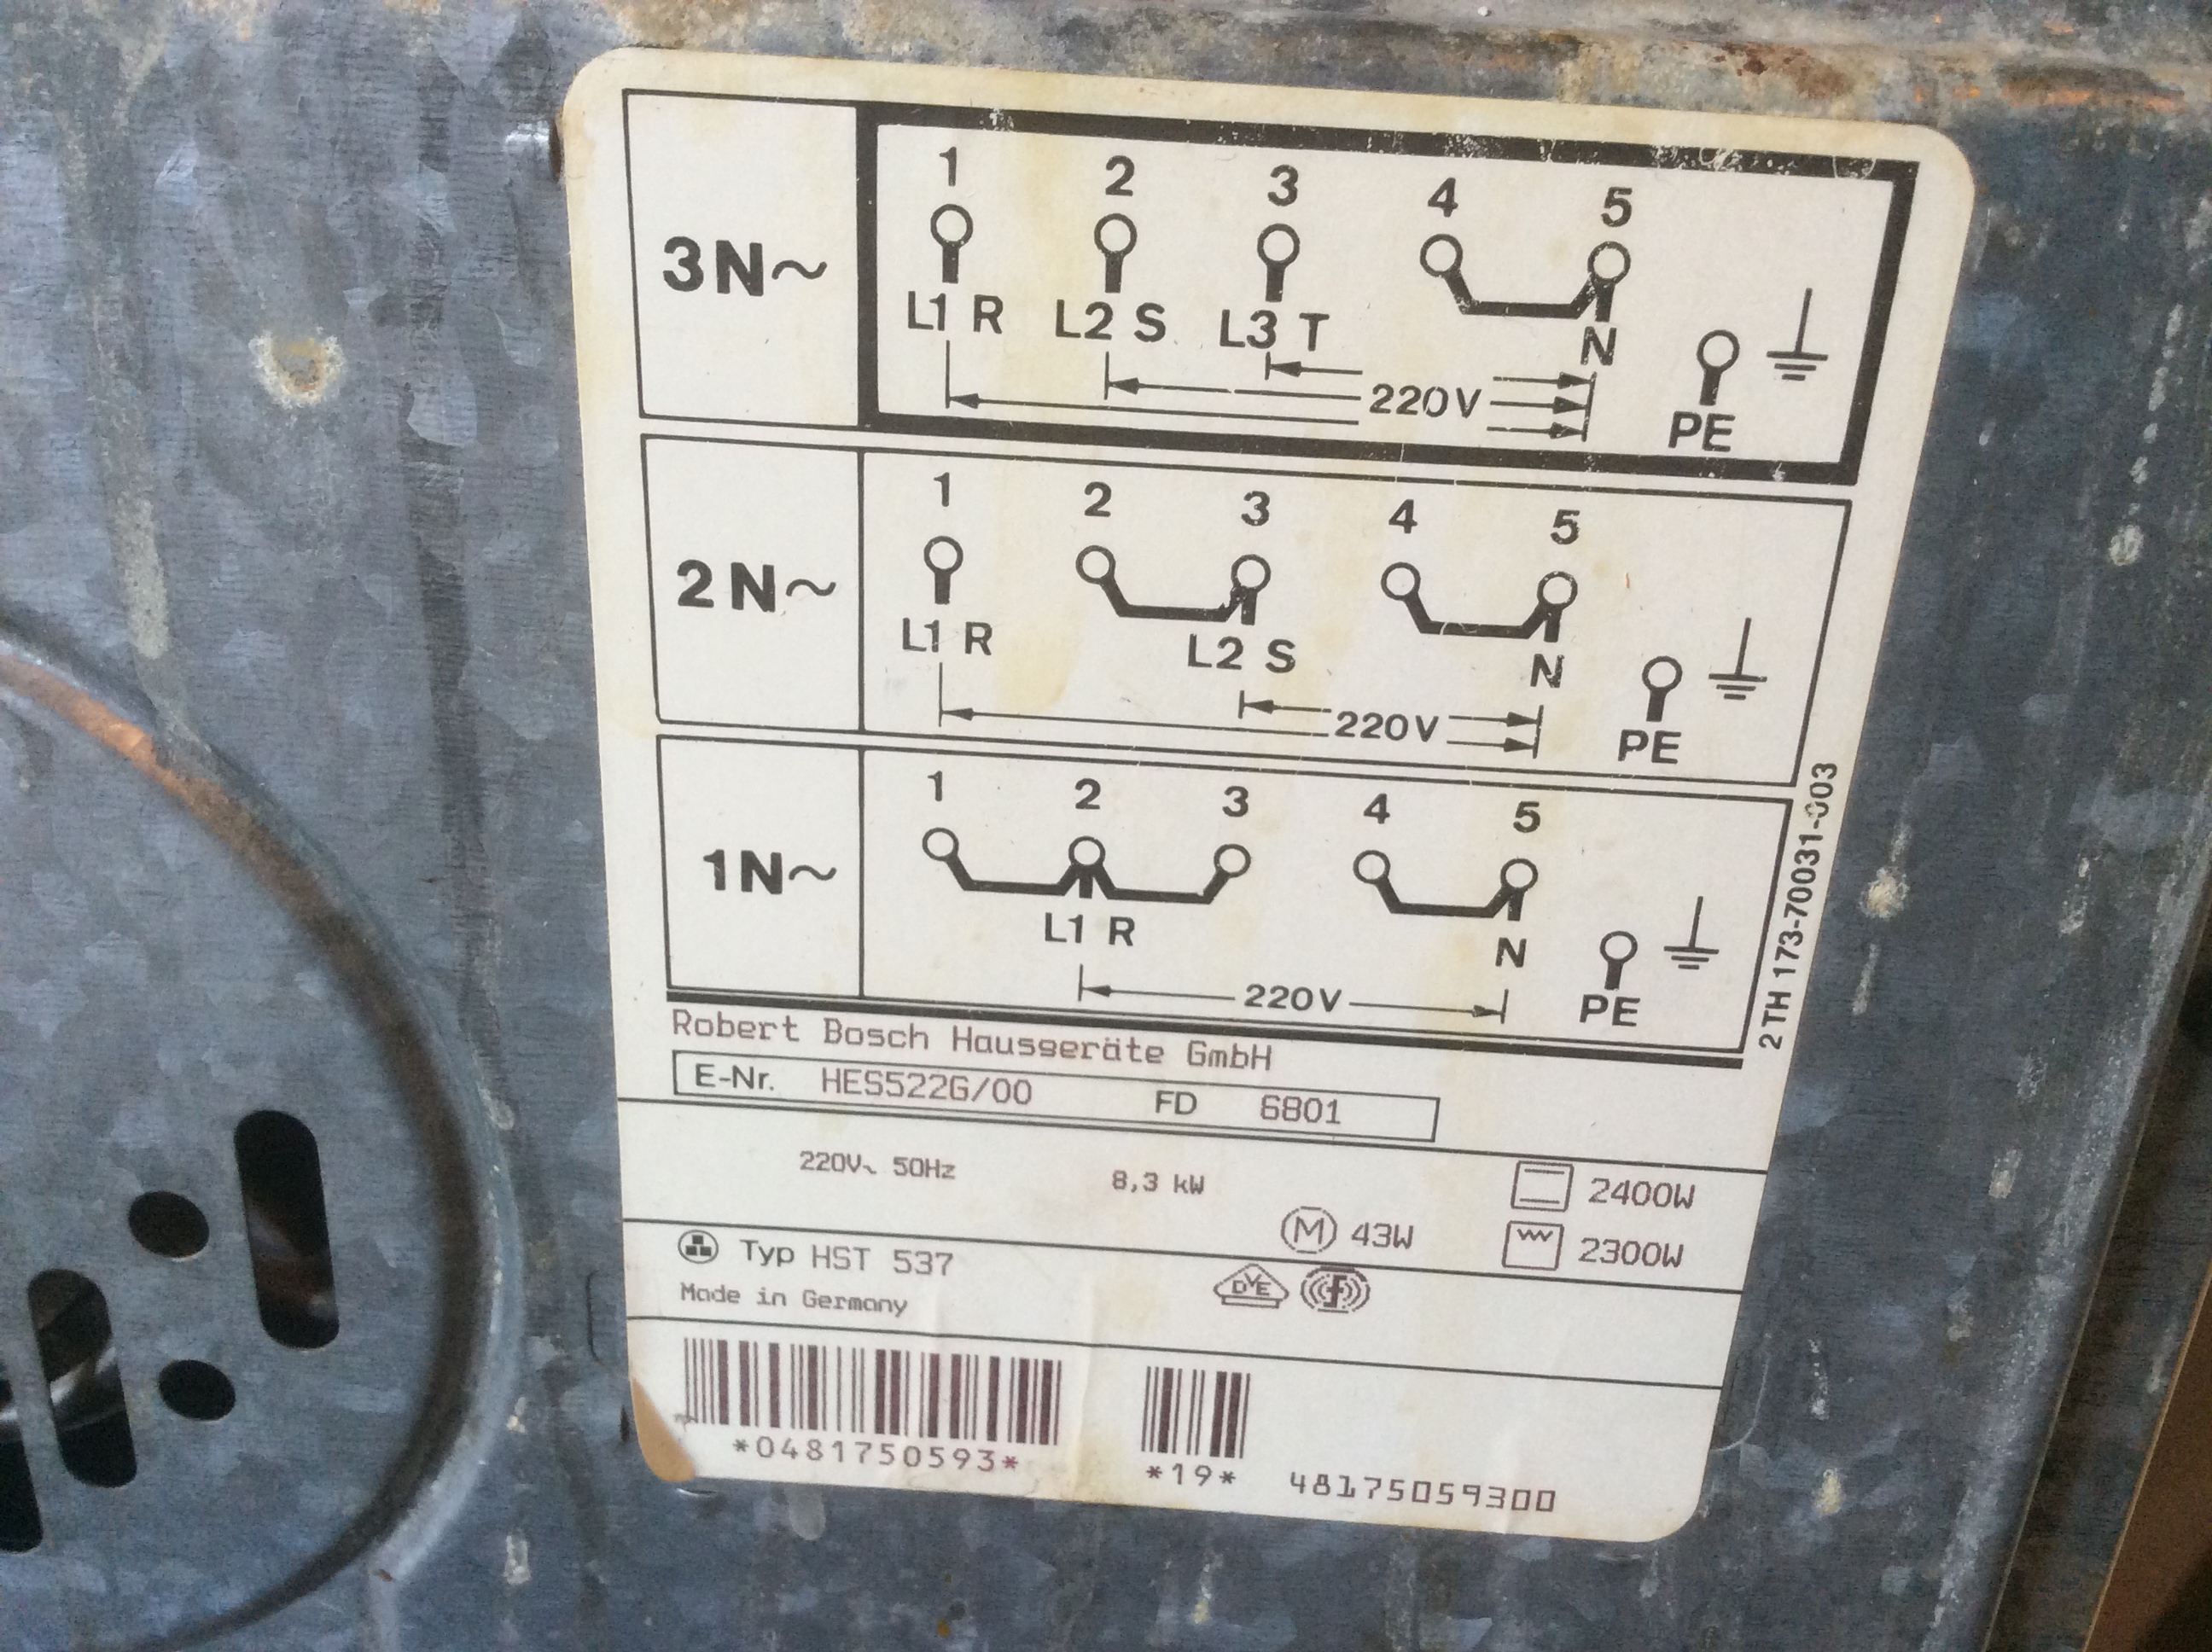 3N~
1 2 3 4 5
L1 R L2 S L3 T N
220V
PE
2N~
1 2 3 4 5
L1 R L2 S N
220V
PE
1N~
1 2 3 4 5
L1 R N
220V
PE
2 TH 173-700031-003
Robert Bosch Hausgeräte GmbH
E-Nr. HES522G/00 FD 6801
220V~ 50Hz 8,3 kW 2400W
M 43W 2300W
Typ HST 537 DVE
Made in Germany
*0481750593* *19* 48175059300